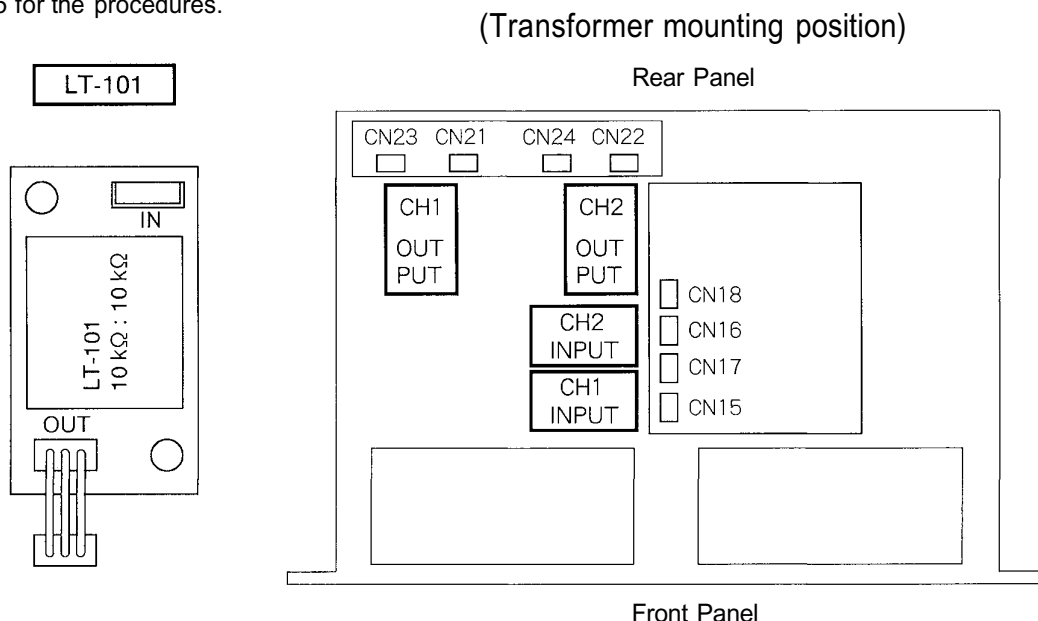 for the procedures.
LT-101
IN
LT-101
10 kΩ : 10 kΩ
OUT
(Transformer mounting position)
Rear Panel
CN23 CN21 CN24 CN22
CH1
OUT
PUT
CH2
OUT
PUT
CH2
INPUT
CH1
INPUT
CN18
CN16
CN17
CN15
Front Panel